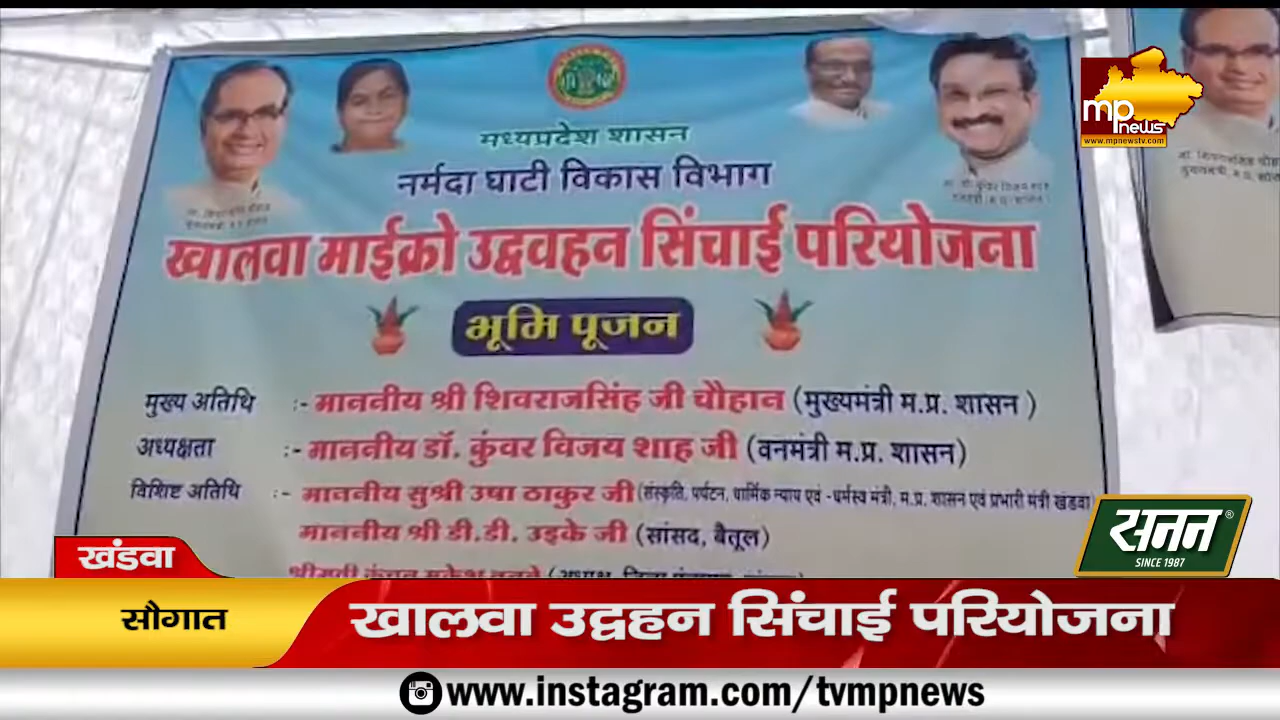 मध्यप्रदेश शासन
नर्मदा घाटी विकास विभाग
खालवा माईक्रो उद्ववहन सिंचाई परियोजना
भूमि पूजन
मुख्य अतिथि :- माननीय श्री शिवराजसिंह जी चौहान (मुख्यमंत्री म.प्र. शासन )
अध्यक्षता :- माननीय डॉ. कुंवर विजय शाह जी (वनमंत्री म.प्र. शासन)
विशिष्ट अतिथि :- माननीय सुश्री उषा ठाकुर जी (संस्कृति, पर्यटन, धार्मिक न्याय एवं -धर्मस्व मंत्री, म.प्र. शासन एवं प्रभारी मंत्री खंडवा)
माननीय श्री डी.डी. उइके जी (सांसद, बैतूल)
mp news
www.mpnewstv.com
सनन ®
SINCE 1987
खंडवा
सौगात
खालवा उद्वहन सिंचाई परियोजना
www.instagram.com/tvmpnews